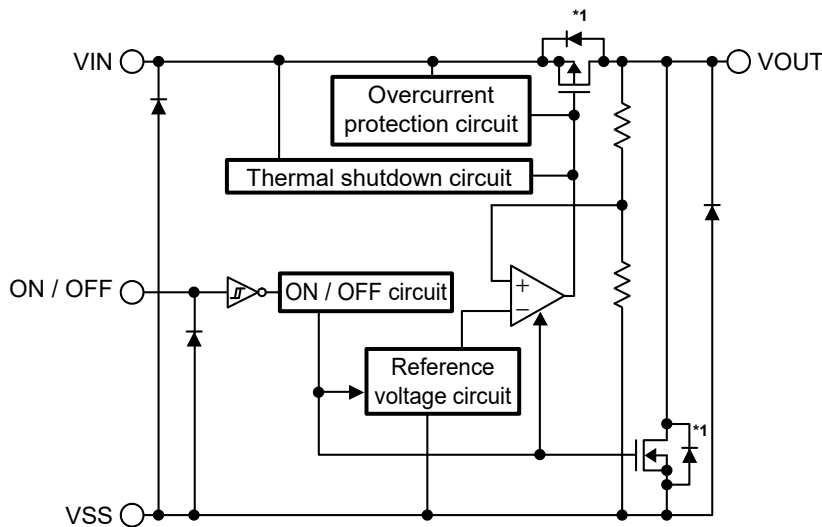 *1
VIN
VOUT
Overcurrent
protection circuit
Thermal shutdown circuit
ON / OFF
ON / OFF circuit
+
−
Reference
voltage circuit
*1
VSS